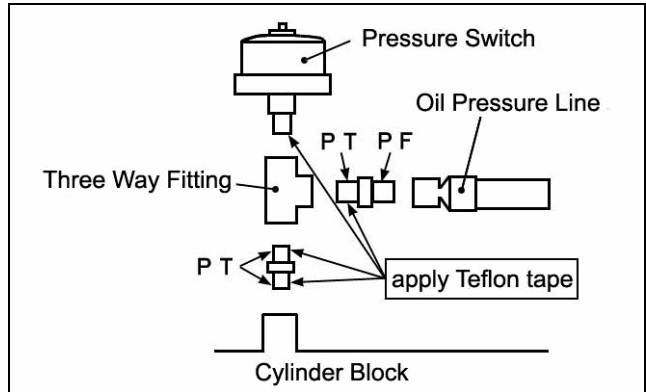 Pressure Switch
Oil Pressure Line
P T
P F
Three Way Fitting
P T
apply Teflon tape
Cylinder Block